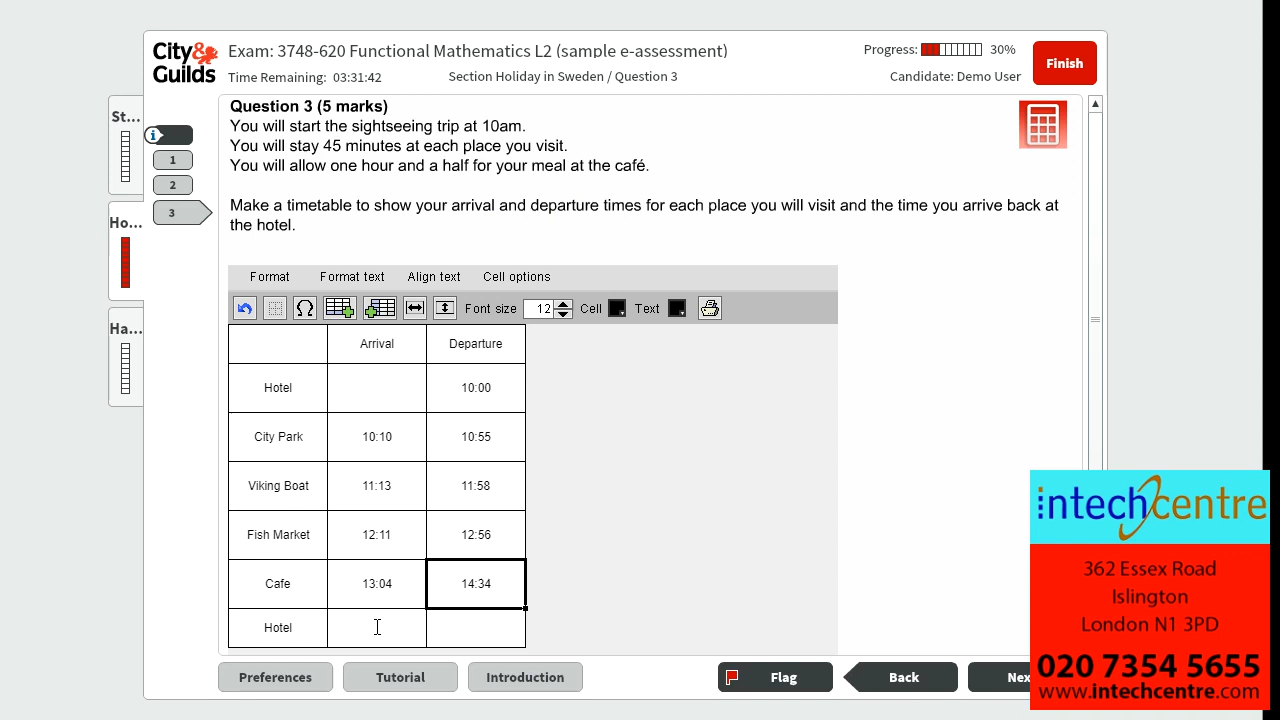 City& Guilds
Exam: 3748-620 Functional Mathematics L2 (sample e-assessment)
Progress: 30%
Finish
Time Remaining: 03:31:42
Section Holiday in Sweden / Question 3
Candidate: Demo User
St...
Ho...
Ha...
i
1
2
3
Question 3 (5 marks)
You will start the sightseeing trip at 10am.
You will stay 45 minutes at each place you visit.
You will allow one hour and a half for your meal at the café.
Make a timetable to show your arrival and departure times for each place you will visit and the time you arrive back at
the hotel.
Format Format text Align text Cell options
Ω Font size 12 Cell Text
Arrival Departure
Hotel 10:00
City Park 10:10 10:55
Viking Boat 11:13 11:58
Fish Market 12:11 12:56
Cafe 13:04 14:34
Hotel
Preferences Tutorial Introduction Flag Back Nex
intechcentre
362 Essex Road
Islington
London N1 3PD
020 7354 5655
www.intechcentre.com